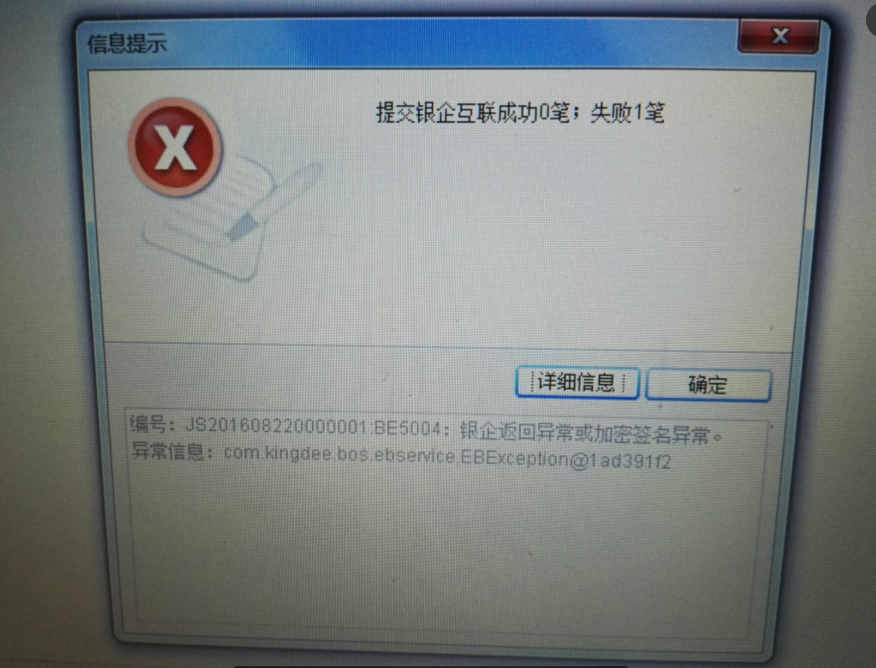 信息提示
提交银企互联成功0笔；失败1笔
详细信息
确定
编号：JS201608220000001:BE5004：银企返回异常或加密签名异常。
异常信息：com.kingdee.bos.ebservice.EBException@1ad391f2